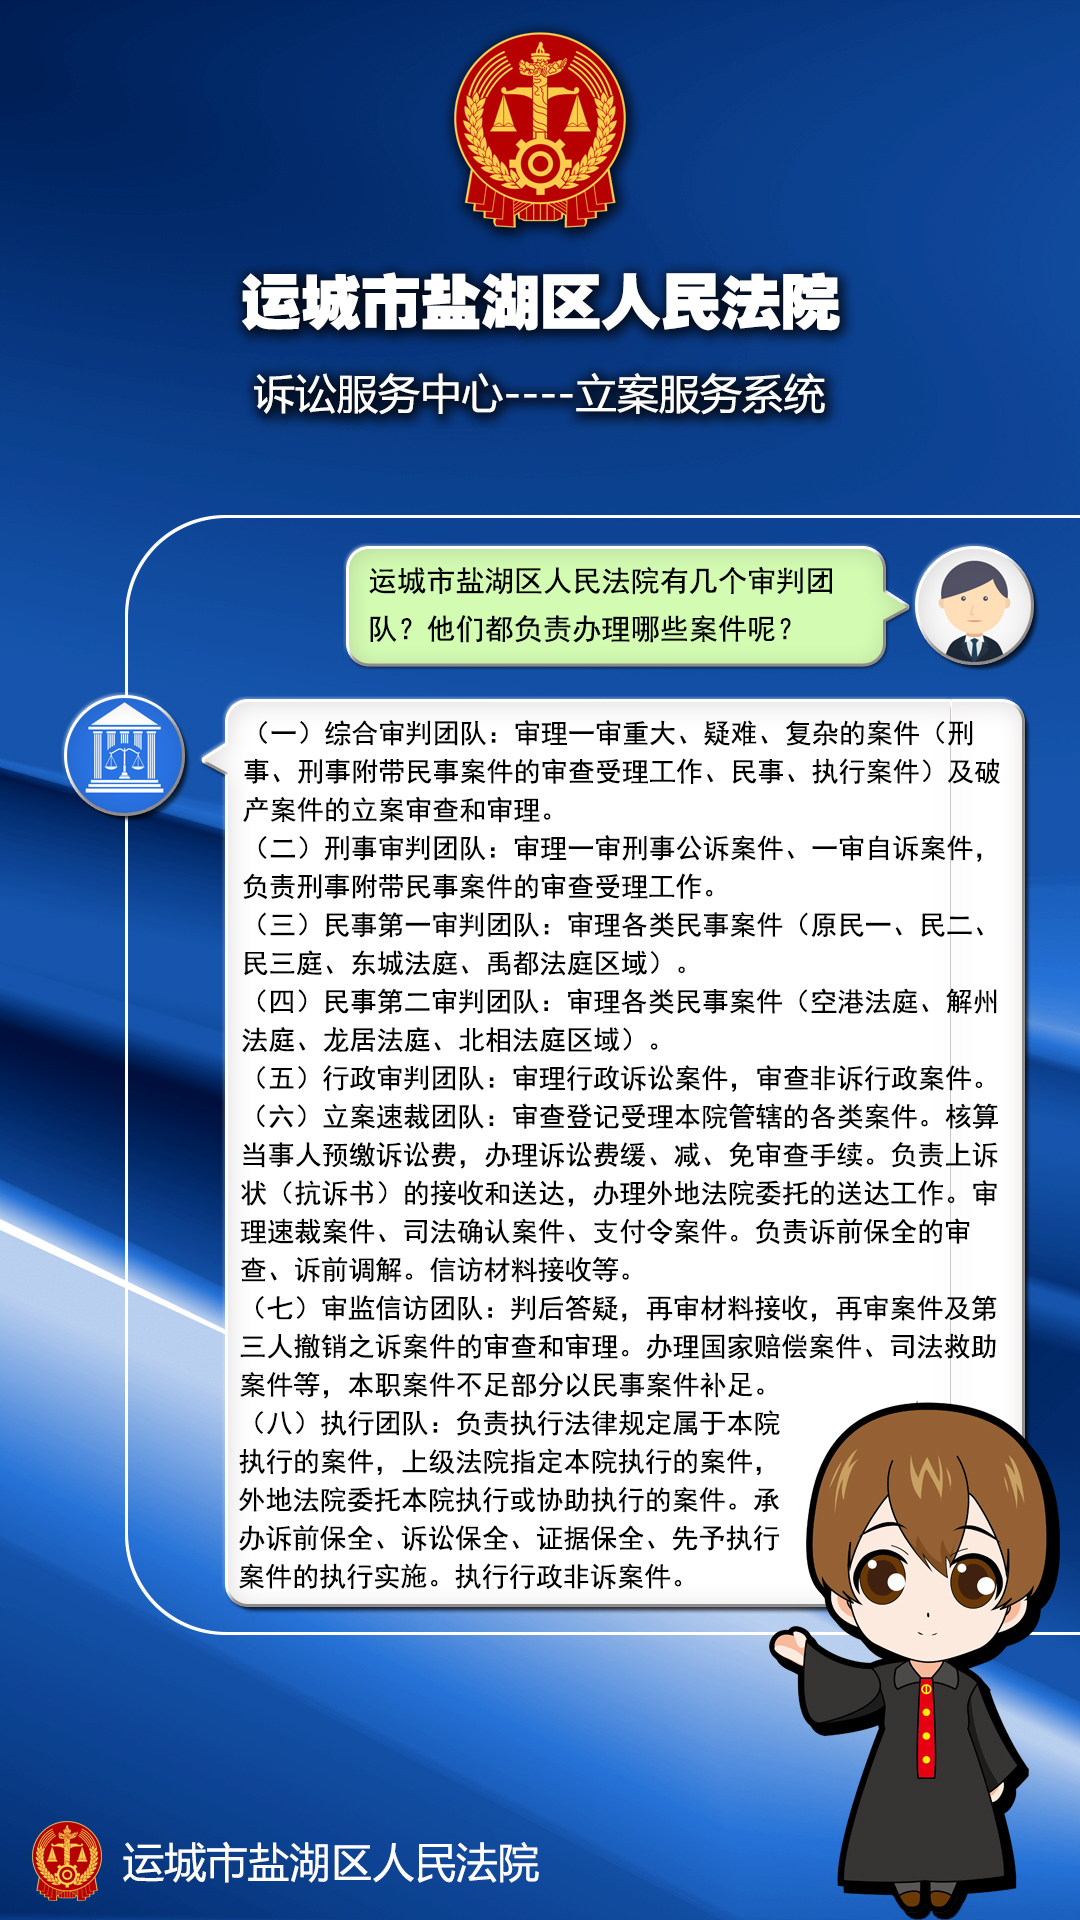 运城市盐湖区人民法院
诉讼服务中心----立案服务系统
运城市盐湖区人民法院有几个审判团
队？他们都负责办理哪些案件呢？
（一）综合审判团队：审理一审重大、疑难、复杂的案件（刑
事、刑事附带民事案件的审查受理工作、民事、执行案件）及破
产案件的立案审查和审理。
（二）刑事审判团队：审理一审刑事公诉案件、一审自诉案件，
负责刑事附带民事案件的审查受理工作。
（三）民事第一审判团队：审理各类民事案件（原民一、民二、
民三庭、东城法庭、禹都法庭区域）。
（四）民事第二审判团队：审理各类民事案件（空港法庭、解州
法庭、龙居法庭、北相法庭区域）。
（五）行政审判团队：审理行政诉讼案件，审查非诉行政案件。
（六）立案速裁团队：审查登记受理本院管辖的各类案件。核算
当事人预缴诉讼费，办理诉讼费缓、减、免审查手续。负责上诉
状（抗诉书）的接收和送达，办理外地法院委托的送达工作。审
理速裁案件、司法确认案件、支付令案件。负责诉前保全的审
查、诉前调解。信访材料接收等。
（七）审监信访团队：判后答疑，再审材料接收，再审案件及第
三人撤销之诉案件的审查和审理。办理国家赔偿案件、司法救助
案件等，本职案件不足部分以民事案件补足。
（八）执行团队：负责执行法律规定属于本院
执行的案件，上级法院指定本院执行的案件，
外地法院委托本院执行或协助执行的案件。承
办诉前保全、诉讼保全、证据保全、先予执行
案件的执行实施。执行行政非诉案件。
运城市盐湖区人民法院